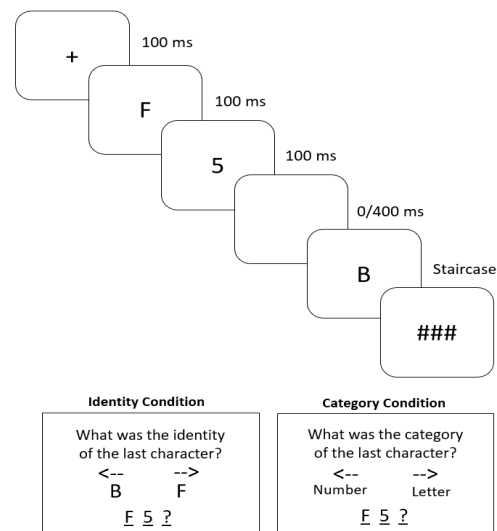 +
100 ms
F
100 ms
5
100 ms
0/400 ms
B
Staircase
###
Identity Condition
What was the identity
of the last character?
<-- -->
B F
F 5 ?
Category Condition
What was the category
of the last character?
<-- -->
Number Letter
F 5 ?